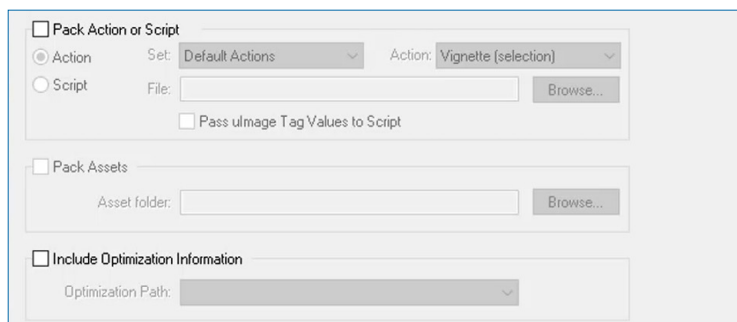 Pack Action or Script
Action Set: Default Actions Action: Vignette (selection)
Script File: Browse...
Pass uImage Tag Values to Script
Pack Assets
Asset folder: Browse...
Include Optimization Information
Optimization Path: